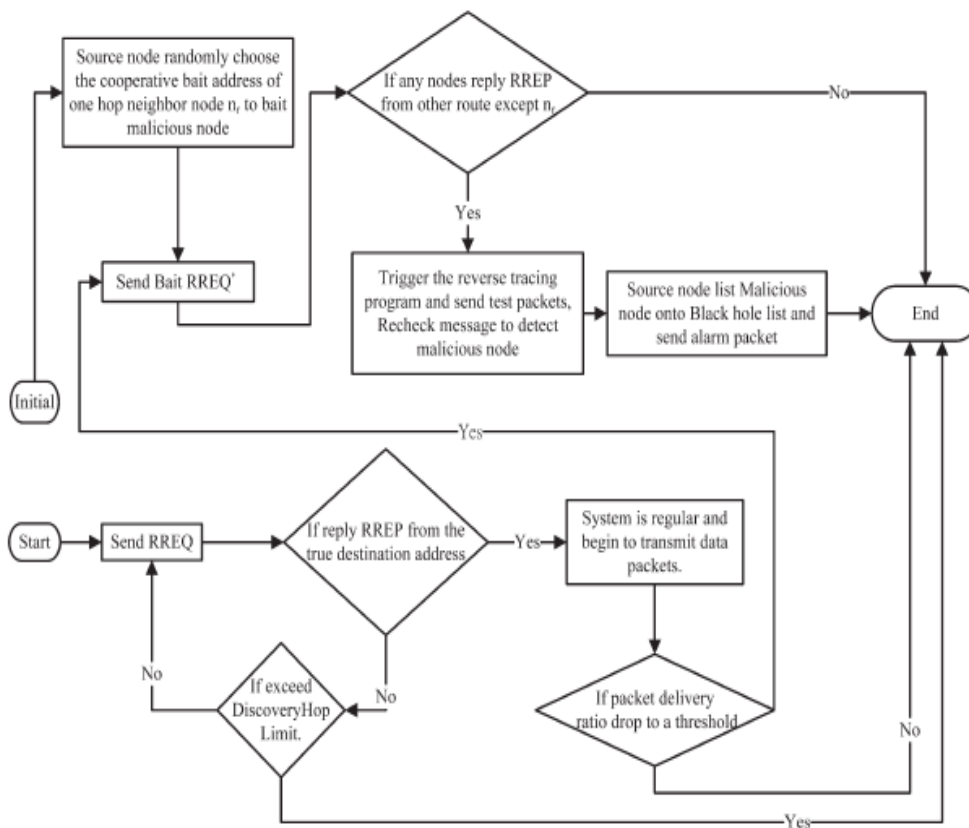 Source node randomly choose
the cooperative bait address of
one hop neighbor node nr to bait
malicious node
If any nodes reply RREP
from other route except nr
No
Yes
Send Bait RREQ'
Trigger the reverse tracing
program and send test packets,
Recheck message to detect
malicious node
Source node list Malicious
node onto Black hole list and
send alarm packet
End
Initial
Yes
Start
Send RREQ
If reply RREP from the
true destination address
Yes
System is regular and
begin to transmit data
packets.
No
No
If exceed
DiscoveryHop
Limit.
If packet delivery
ratio drop to a threshold
No
Yes